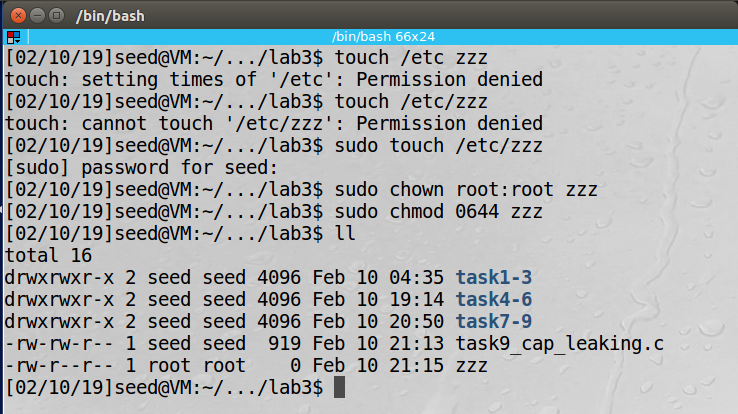 /bin/bash
/bin/bash 66x24
[02/10/19]seed@VM:~/.../lab3$ touch /etc zzz
touch: setting times of '/etc': Permission denied
[02/10/19]seed@VM:~/.../lab3$ touch /etc/zzz
touch: cannot touch '/etc/zzz': Permission denied
[02/10/19]seed@VM:~/.../lab3$ sudo touch /etc/zzz
[sudo] password for seed:
[02/10/19]seed@VM:~/.../lab3$ sudo chown root:root zzz
[02/10/19]seed@VM:~/.../lab3$ sudo chmod 0644 zzz
[02/10/19]seed@VM:~/.../lab3$ ll
total 16
drwxrwxr-x 2 seed seed 4096 Feb 10 04:35 task1-3
drwxrwxr-x 2 seed seed 4096 Feb 10 19:14 task4-6
drwxrwxr-x 2 seed seed 4096 Feb 10 20:50 task7-9
-rw-rw-r-- 1 seed seed  919 Feb 10 21:13 task9_cap_leaking.c
-rw-r--r-- 1 root root    0 Feb 10 21:15 zzz
[02/10/19]seed@VM:~/.../lab3$